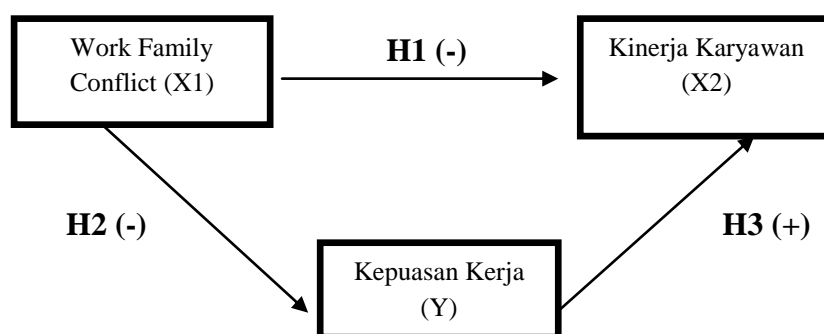 Work Family
Conflict (X1)
H1 (-)
Kinerja Karyawan
(X2)
H2 (-)
H3 (+)
Kepuasan Kerja
(Y)